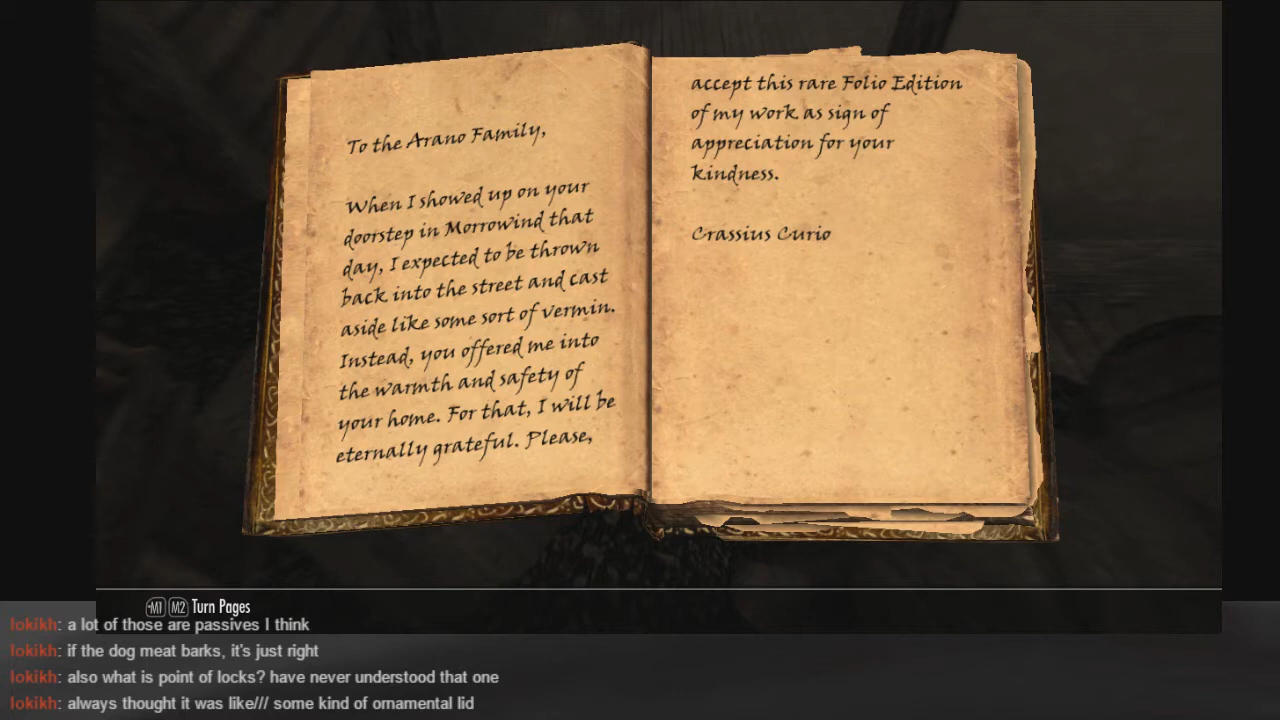 To the Arano Family,
When I showed up on your
doorstep in Morrowind that
day, I expected to be thrown
back into the street and cast
aside like some sort of vermin.
Instead, you offered me into
the warmth and safety of
your home. For that, I will be
eternally grateful. Please,
accept this rare Folio Edition
of my work as sign of
appreciation for your
kindness.
Crassius Curio
M1 M2 Turn Pages
lokikh: a lot of those are passives I think
lokikh: if the dog meat barks, it's just right
lokikh: also what is point of locks? have never understood that one
lokikh: always thought it was like/// some kind of ornamental lid